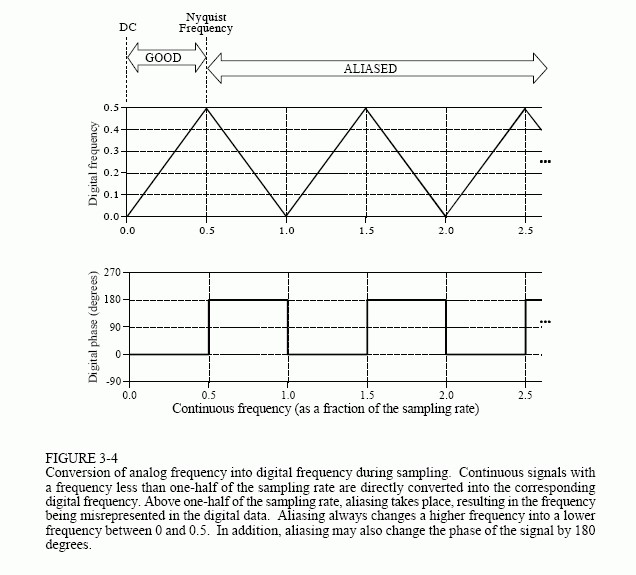 Nyquist
DC Frequency
GOOD
ALIASED
Digital frequency
0.5
0.4
0.3
0.2
0.1
0.0
0.0 0.5 1.0 1.5 2.0 2.5
Digital phase (degrees)
270
180
90
0
-90
0.0 0.5 1.0 1.5 2.0 2.5
Continuous frequency (as a fraction of the sampling rate)
FIGURE 3-4
Conversion of analog frequency into digital frequency during sampling. Continuous signals with
a frequency less than one-half of the sampling rate are directly converted into the corresponding
digital frequency. Above one-half of the sampling rate, aliasing takes place, resulting in the frequency
being misrepresented in the digital data. Aliasing always changes a higher frequency into a lower
frequency between 0 and 0.5. In addition, aliasing may also change the phase of the signal by 180
degrees.